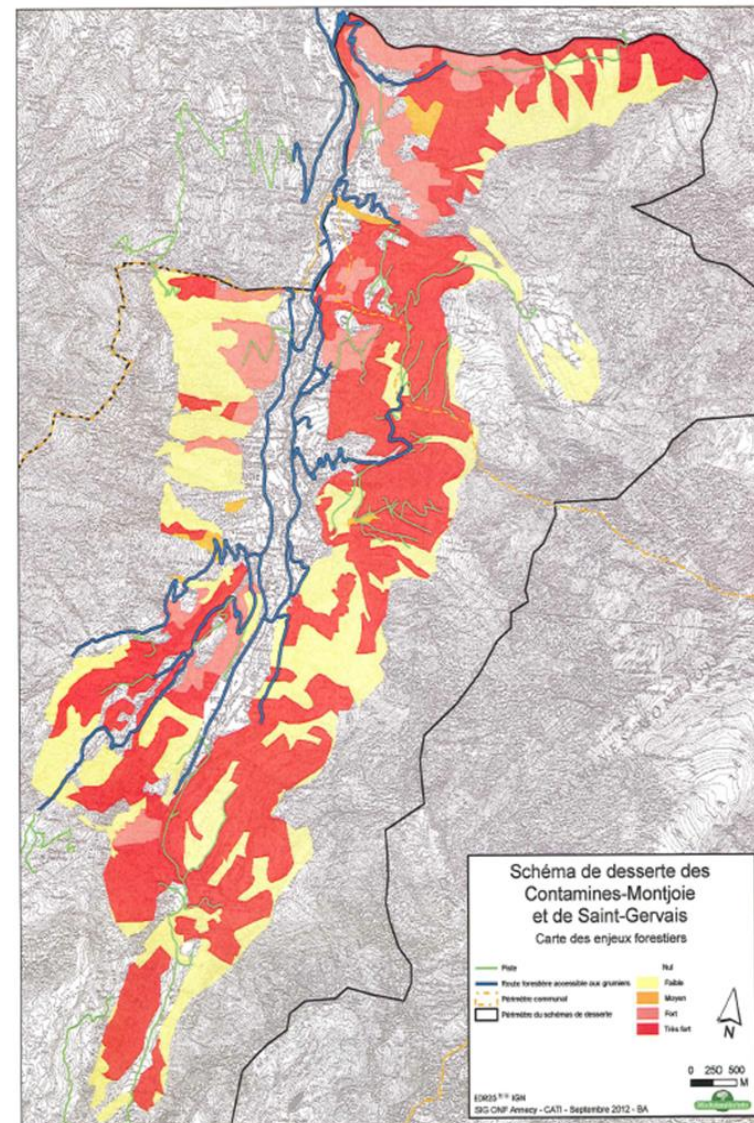 Schéma de desserte des
Contamines-Montjoie
et de Saint-Gervais
Carte des enjeux forestiers
Piste
Route forestière accessible aux grumiers
Périmètre communal
Périmètre du schémas de desserte
Nul
Faible
Moyen
Fort
Très fort
N
0 250 500
M
EDR25 IGN
SIG ONF Annecy - CATI - Septembre 2012 - BA